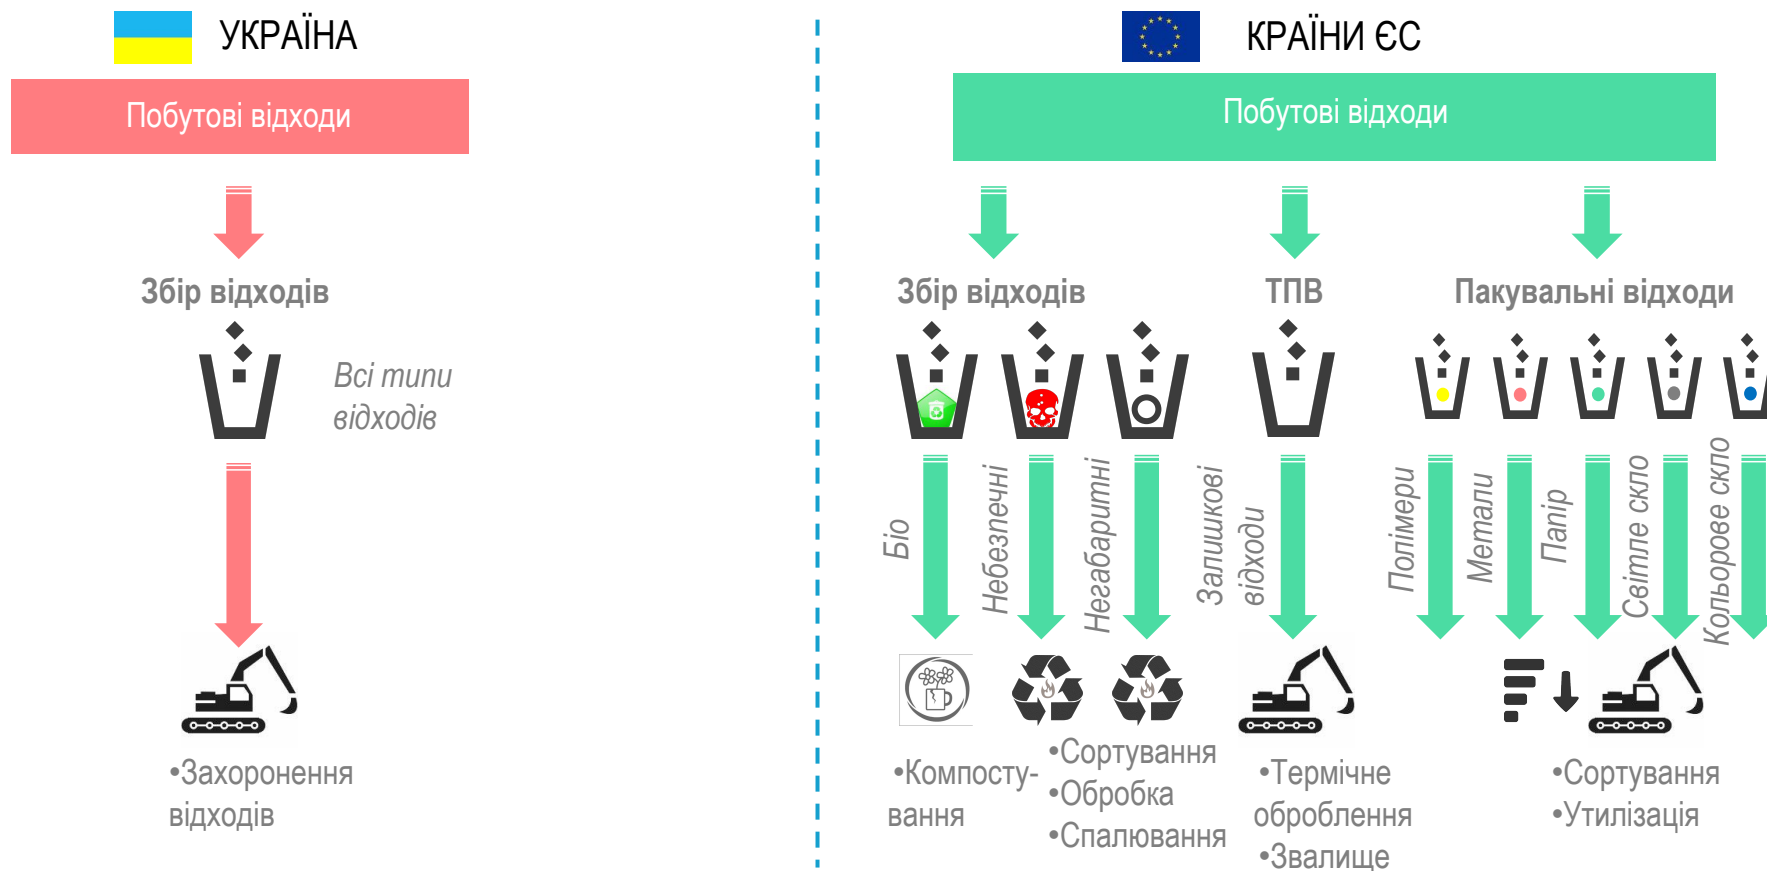 УКРАЇНА
Побутові відходи
Збір відходів
Всі типи
відходів
•Захоронення
відходів
КРАЇНИ ЄС
Побутові відходи
Збір відходів
ТПВ
Пакувальні відходи
Біо
Небезпечні
Негабаритні
Залишкові
відходи
Полімери
Метали
Папір
Світле скло
Кольорове скло
•Компосту-
вання
•Сортування
•Обробка
•Спалювання
•Термічне
оброблення
•Звалище
•Сортування
•Утилізація